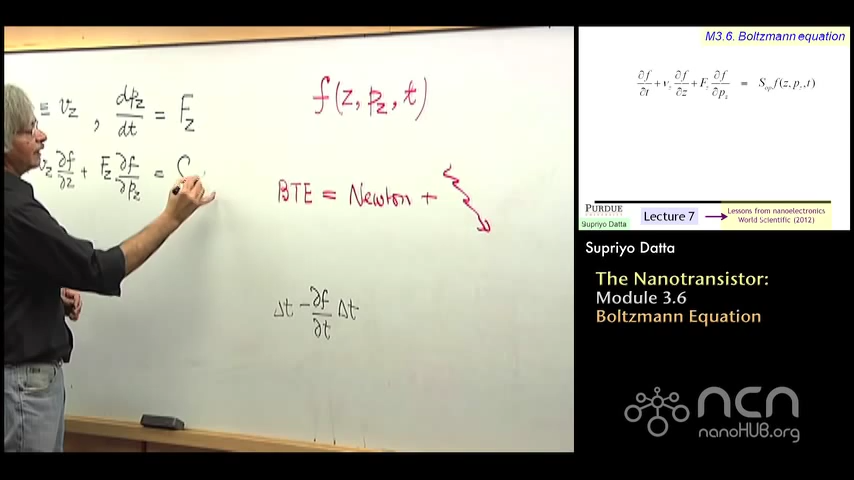 ≡ v_z , dp_z/dt = F_z
v_z ∂f/∂z + F_z ∂f/∂p_z =
f(z, p_z, t)
BTE = Newton +
Δt − ∂f/∂t Δt
M3.6. Boltzmann equation
∂f/∂t + v_z ∂f/∂z + F_z ∂f/∂p_z = S_op f(z, p_z, t)
PURDUE
UNIVERSITY
Supriyo Datta
Lecture 7
Lessons from nanoelectronics
World Scientific (2012)
Supriyo Datta
The Nanotransistor:
Module 3.6
Boltzmann Equation
ncn
nanoHUB.org